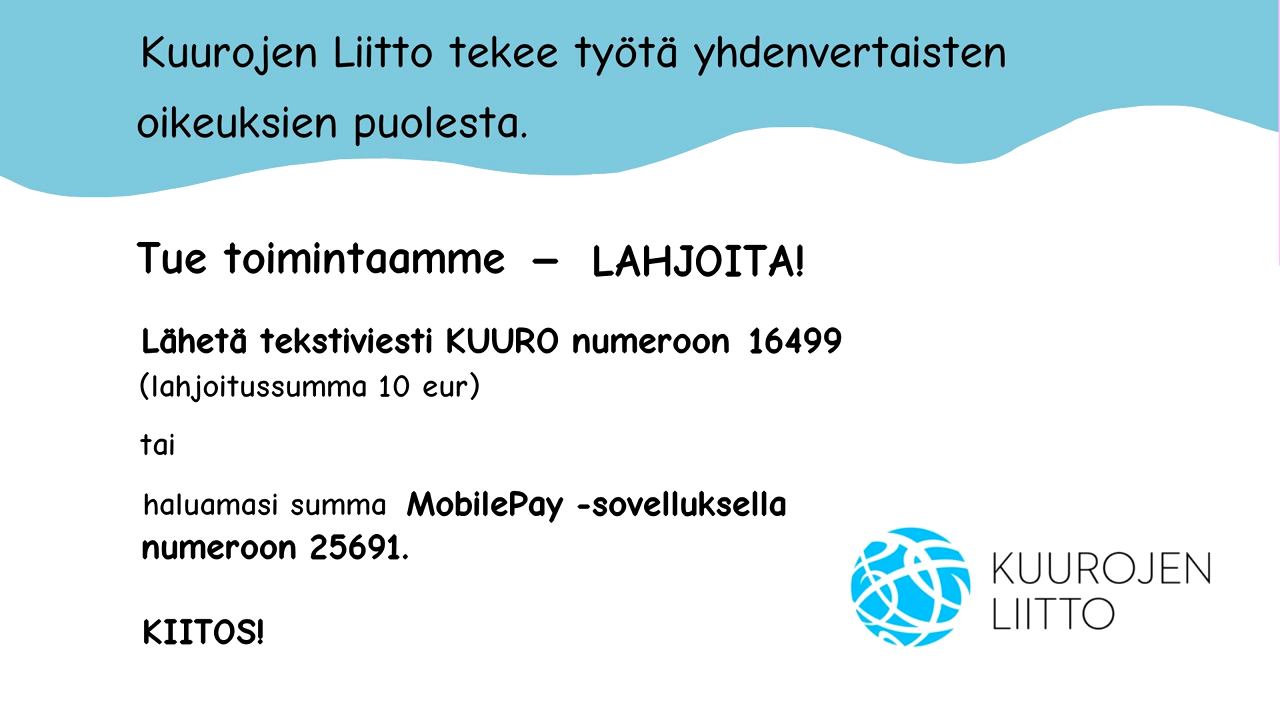 Kuurojen Liitto tekee työtä yhdenvertaisten
oikeuksien puolesta.
Tue toimintaamme – LAHJOITA!
Lähetä tekstiviesti KUURO numeroon 16499
(lahjoitussumma 10 eur)
tai
haluamasi summa MobilePay -sovelluksella
numeroon 25691.
KIITOS!
KUUROJEN
LIITTO